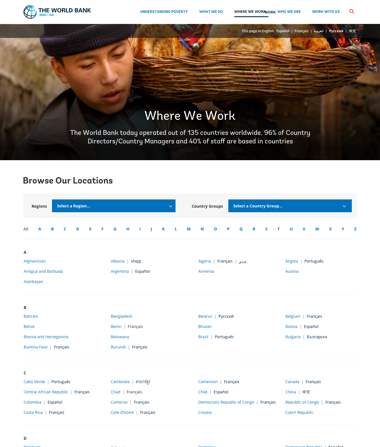 THE WORLD BANK
IBRD • IDA
UNDERSTANDING POVERTY
WHAT WE DO
WHERE WE WORK
WORK
WHO WE ARE
WORK WITH US
This page in English Español | Français | العربية | Русский | 中文
Where We Work
The World Bank today operated out of 135 countries worldwide. 96% of Country
Directors/Country Managers and 40% of staff are based in countries
Browse Our Locations
Regions Select a Region... Country Groups Select a Country Group...
All A B C D E F G H I J K L M N O P Q R S T U V W X Y Z
A
Afghanistan Albania | shqip Algeria | Français | عربي Angola | Português
Antigua and Barbuda Argentina | Español Armenia Austria
Azerbaijan
B
Bahrain Bangladesh Belarus | Русский Belgium | Français
Belize Benin | Français Bhutan Bolivia | Español
Bosnia and Herzegovina Botswana Brazil | Português Bulgaria | Български
Burkina Faso | Français Burundi | Français
C
Cabo Verde | Português Cambodia | ភាសាខ្មែរ Cameroon | Français Canada | Français
Central African Republic | Français Chad | Français Chile | Español China | 中文
Colombia | Español Comoros | Français Democratic Republic of Congo | Français Republic of Congo | Français
Costa Rica | Français Cote d'Ivoire | Français Croatia Czech Republic
D